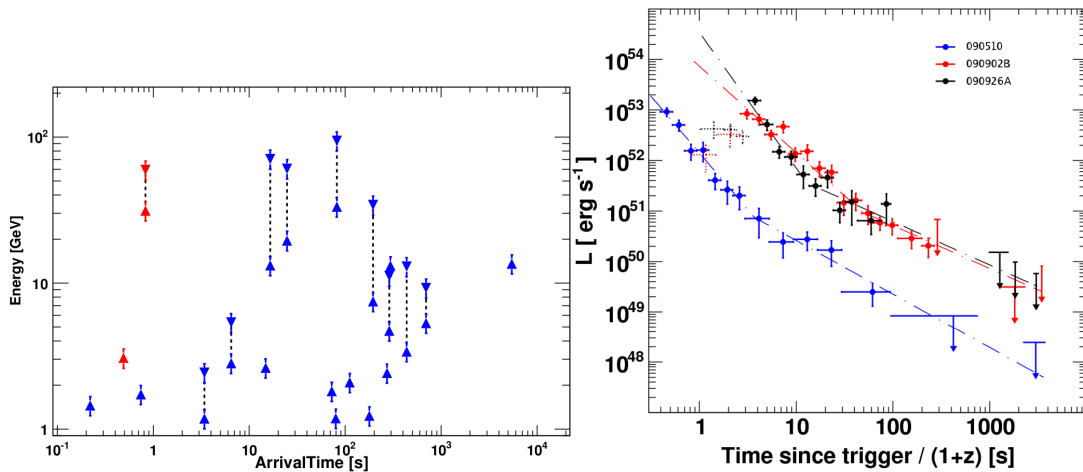 Energy [GeV]
10²
10
1
10⁻¹ 1 10 10² 10³ 10⁴
ArrivalTime [s]
L [ erg s⁻¹]
10⁵⁴
10⁵³
10⁵²
10⁵¹
10⁵⁰
10⁴⁹
10⁴⁸
090510
090902B
090926A
1 10 100 1000
Time since trigger / (1+z) [s]